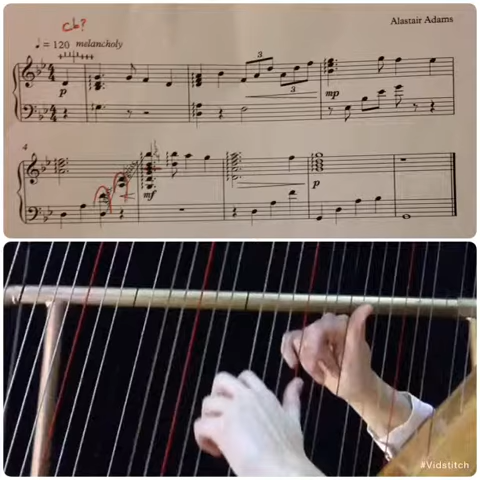 Cb?
Alastair Adams
♩ = 120 melancholy
3
p
3
mp
4
mf
p
#Vidstitch